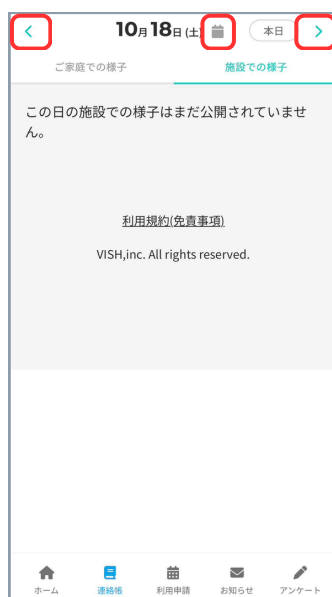 10月18日(土)
本日
ご家庭での様子
施設での様子
この日の施設での様子はまだ公開されていませ
ん。
利用規約(免責事項)
VISH,inc. All rights reserved.
ホーム
連絡帳
利用申請
お知らせ
アンケート